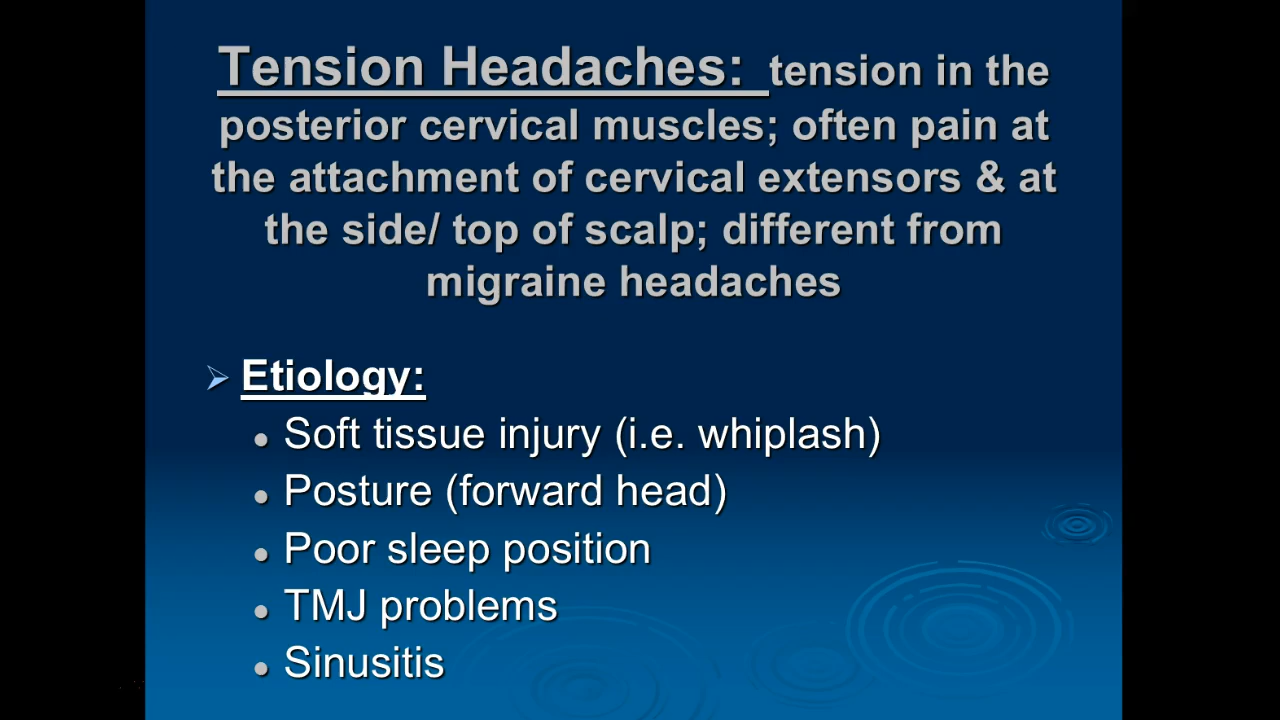 Tension Headaches: tension in the
posterior cervical muscles; often pain at
the attachment of cervical extensors & at
the side/ top of scalp; different from
migraine headaches
Etiology:
Soft tissue injury (i.e. whiplash)
Posture (forward head)
Poor sleep position
TMJ problems
Sinusitis